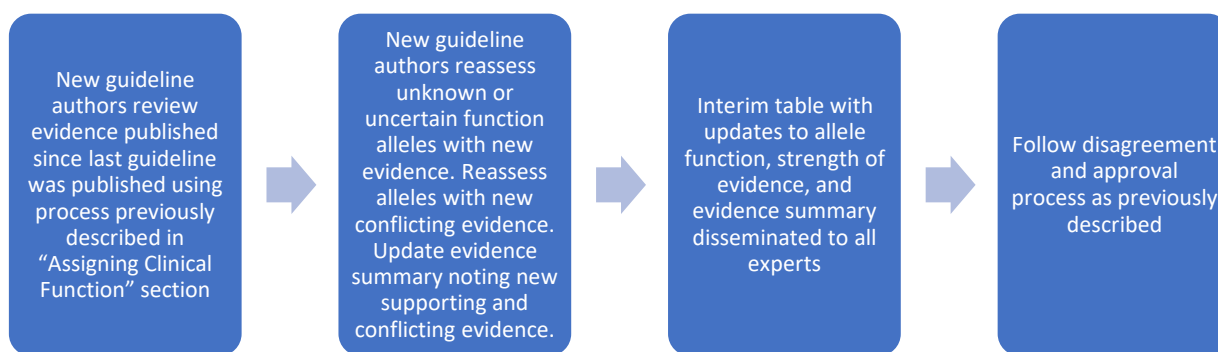 New guideline
authors review
evidence published
since last guideline
was published using
process previously
described in
“Assigning Clinical
Function” section
New guideline
authors reassess
unknown or
uncertain function
alleles with new
evidence. Reassess
alleles with new
conflicting evidence.
Update evidence
summary noting new
supporting and
conflicting evidence.
Interim table with
updates to allele
function, strength of
evidence, and
evidence summary
disseminated to all
experts
Follow disagreement
and approval
process as previously
described